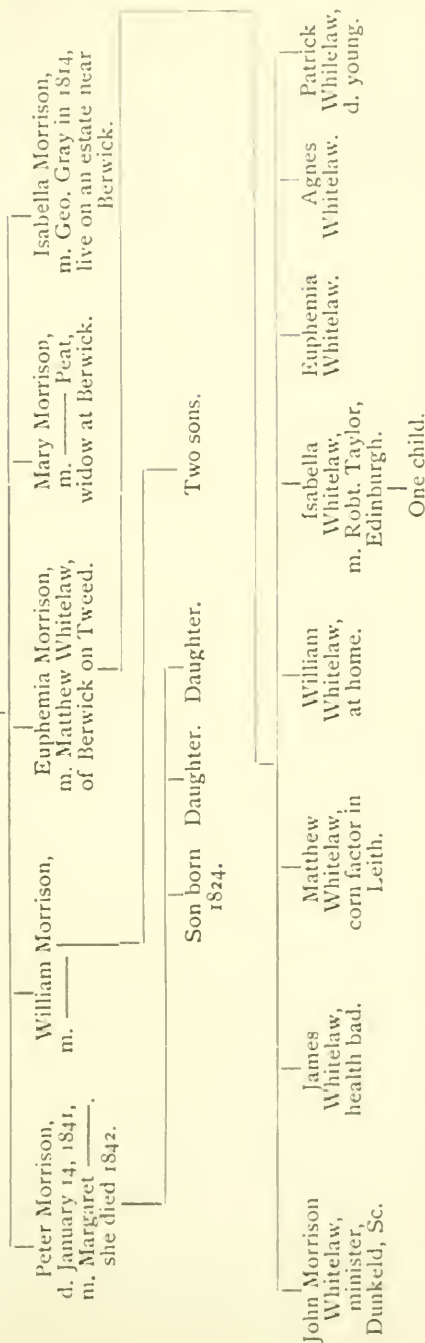 Peter Morrison,
d. January 14, 1841,
m. Margaret ———.
she died 1842.
William Morrison,
m. ———
Euphemia Morrison,
m. Matthew Whitelaw,
of Berwick on Tweed.
Mary Morrison,
m. ——— Peat,
widow at Berwick.
Isabella Morrison,
m. Geo. Gray in 1814,
live on an estate near
Berwick.
Son born
1824.
Daughter.
Daughter.
Two sons.
John Morrison
Whitelaw,
minister,
Dunkeld, Sc.
James
Whitelaw,
health bad.
Matthew
Whitelaw,
corn factor in
Leith.
William
Whitelaw,
at home.
Isabella
Whitelaw,
m. Robt. Taylor,
Edinburgh.
One child.
Euphemia
Whitelaw.
Agnes
Whitelaw.
Patrick
Whitelaw,
d. young.